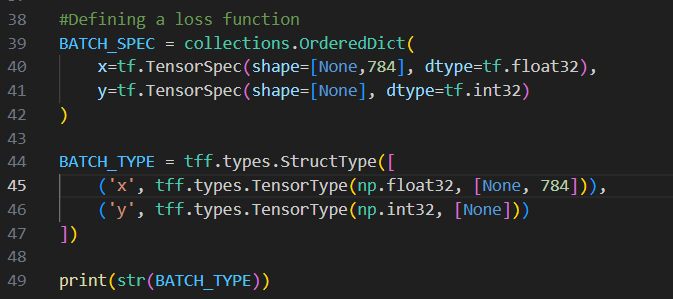 38 #Defining a loss function
39 BATCH_SPEC = collections.OrderedDict(
40     x=tf.TensorSpec(shape=[None,784], dtype=tf.float32),
41     y=tf.TensorSpec(shape=[None], dtype=tf.int32)
42 )
43
44 BATCH_TYPE = tff.types.StructType([
45     ('x', tff.types.TensorType(np.float32, [None, 784])),
46     ('y', tff.types.TensorType(np.int32, [None]))
47 ])
48
49 print(str(BATCH_TYPE))